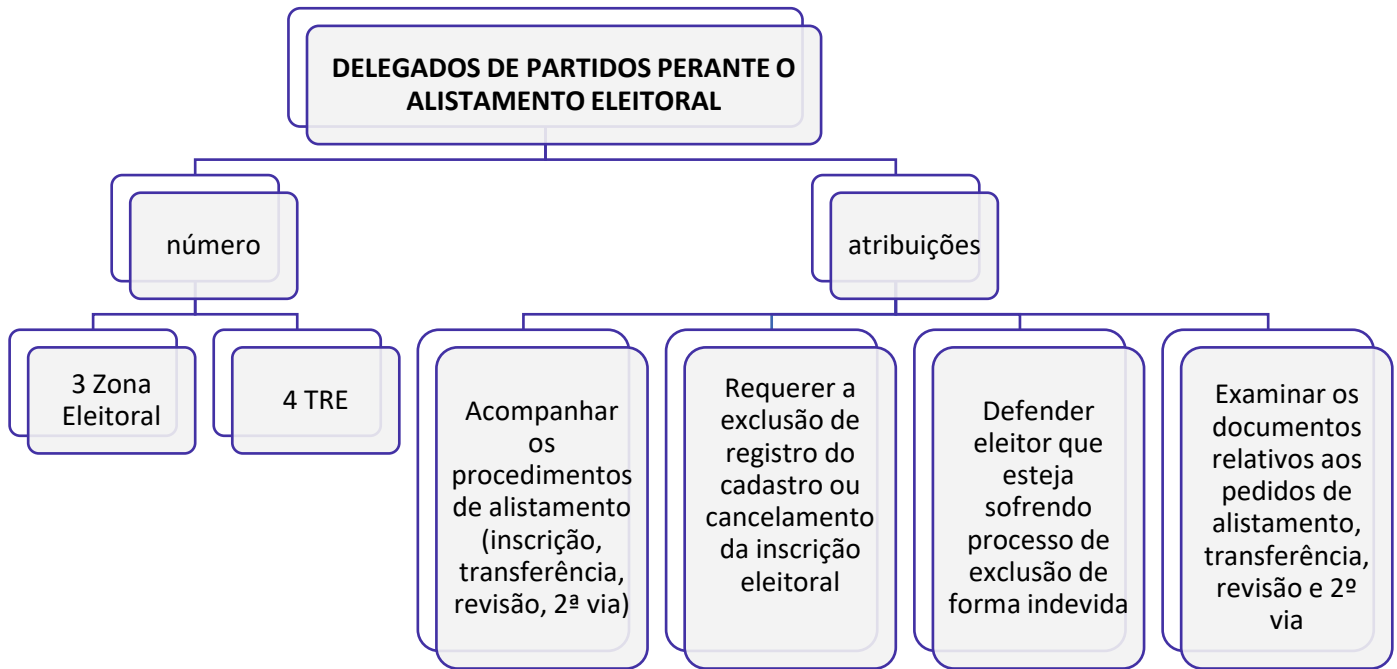 DELEGADOS DE PARTIDOS PERANTE O
ALISTAMENTO ELEITORAL
número
atribuições
3 Zona
Eleitoral
4 TRE
Acompanhar
os
procedimentos
de alistamento
(inscrição,
transferência,
revisão, 2ª via)
Requerer a
exclusão de
registro do
cadastro ou
cancelamento
da inscrição
eleitoral
Defender
eleitor que
esteja
sofrendo
processo de
exclusão de
forma indevida
Examinar os
documentos
relativos aos
pedidos de
alistamento,
transferência,
revisão e 2º
via